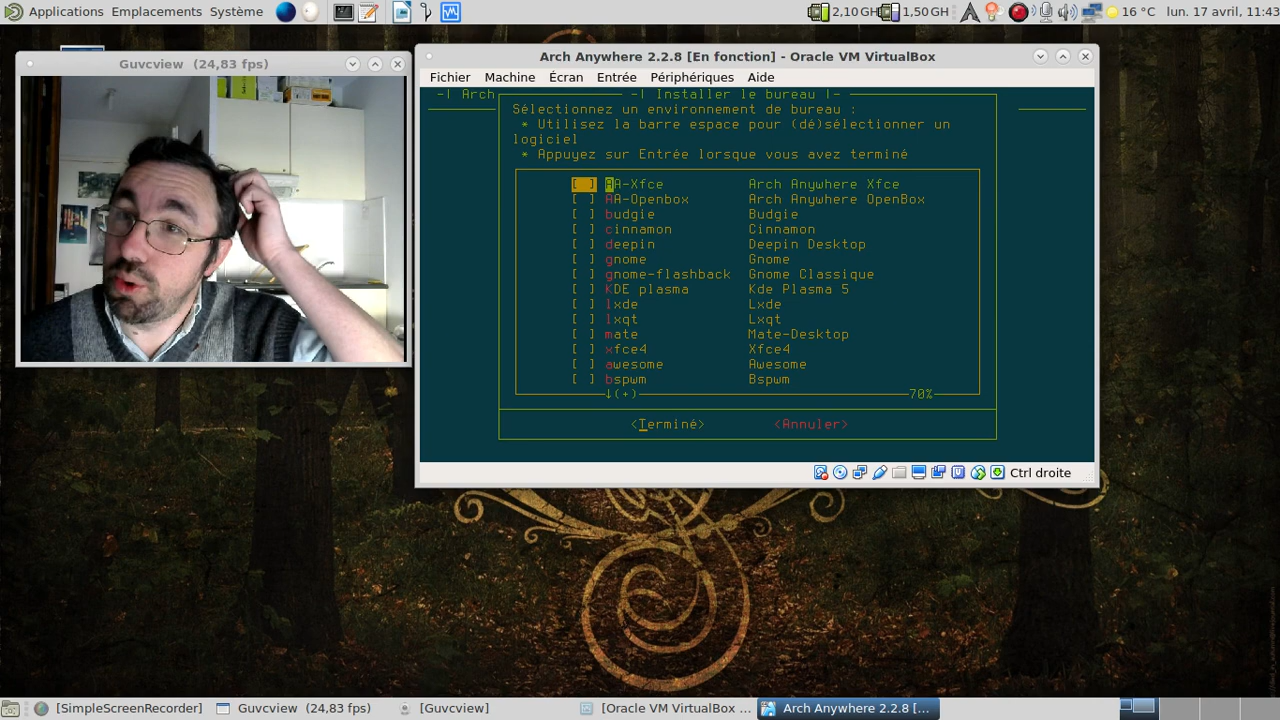 Applications Emplacements Système 2,10 GH 1,50 GH 16 °C lun. 17 avril, 11:43
Guvcview (24,83 fps)
Arch Anywhere 2.2.8 [En fonction] - Oracle VM VirtualBox
Fichier Machine Écran Entrée Périphériques Aide
-| Arch
-| Installer le bureau |-
Sélectionnez un environnement de bureau :
* Utilisez la barre espace pour (dé)sélectionner un
logiciel
* Appuyez sur Entrée lorsque vous avez terminé
[ ] AA-Xfce Arch Anywhere Xfce
[ ] AA-Openbox Arch Anywhere OpenBox
[ ] budgie Budgie
[ ] cinnamon Cinnamon
[ ] deepin Deepin Desktop
[ ] gnome Gnome
[ ] gnome-flashback Gnome Classique
[ ] KDE plasma Kde Plasma 5
[ ] lxde Lxde
[ ] lxqt Lxqt
[ ] mate Mate-Desktop
[ ] xfce4 Xfce4
[ ] awesome Awesome
[ ] bspwm Bspwm
↓(+) 70%
<Terminé> <Annuler>
Ctrl droite
[SimpleScreenRecorder] Guvcview (24,83 fps) [Guvcview] [Oracle VM VirtualBox ... Arch Anywhere 2.2.8 [...